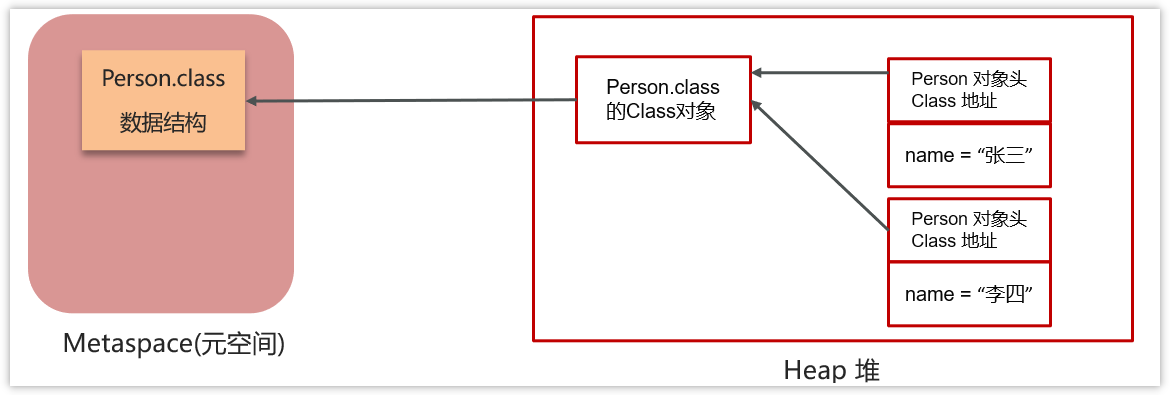 Person.class
数据结构
Metaspace(元空间)
Person.class
的Class对象
Person 对象头
Class 地址
name = “张三”
Person 对象头
Class 地址
name = “李四”
Heap 堆